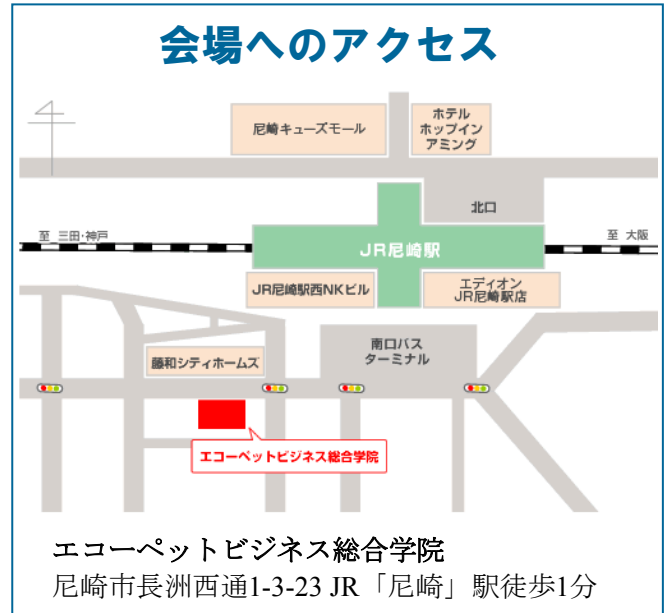 会場へのアクセス
尼崎キューズモール
ホテル
ホップイン
アミング
北口
至 三田・神戸
至 大阪
JR尼崎駅
JR尼崎駅西NKビル
エディオン
JR尼崎駅店
南口バス
ターミナル
藤和シティホームズ
エコーペットビジネス総合学院
エコーペットビジネス総合学院
尼崎市長洲西通1-3-23 JR「尼崎」駅徒歩1分